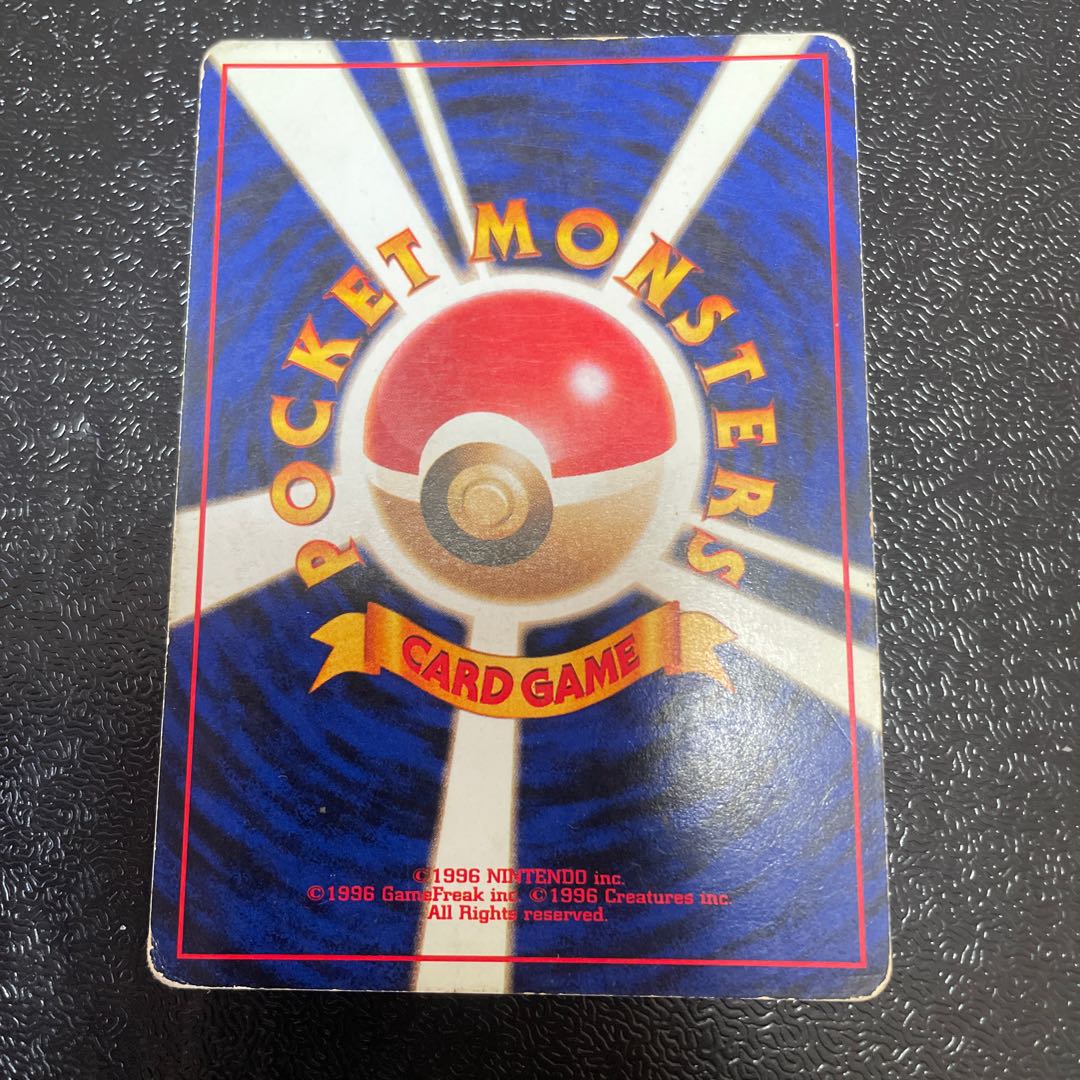 POCKET MONSTERS
CARD GAME
©1996 NINTENDO inc.
©1996 GameFreak inc. ©1996 Creatures inc.
All Rights reserved.